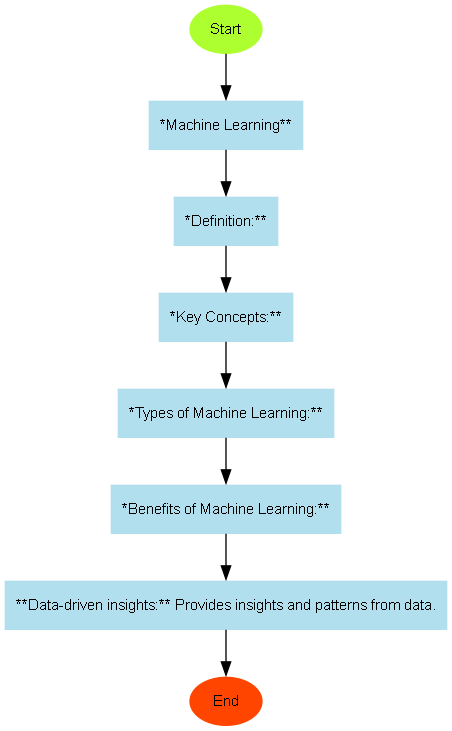 Start
*Machine Learning**
*Definition:**
*Key Concepts:**
*Types of Machine Learning:**
*Benefits of Machine Learning:**
**Data-driven insights:** Provides insights and patterns from data.
End